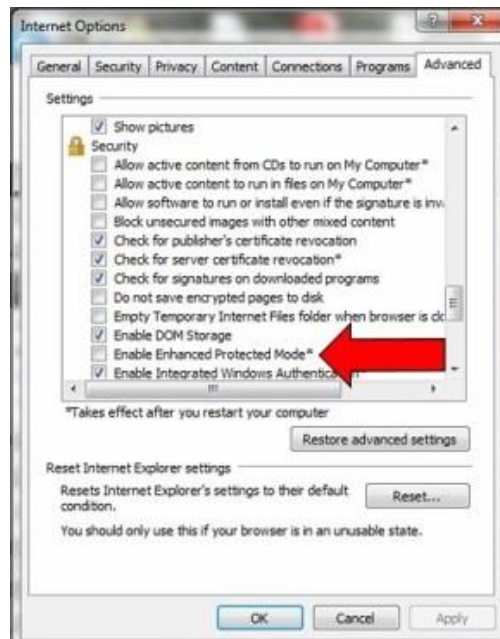 Internet Options
General Security Privacy Content Connections Programs Advanced
Settings
Show pictures
Security
Allow active content from CDs to run on My Computer*
Allow active content to run in files on My Computer*
Allow software to run or install even if the signature is inv
Block unsecured images with other mixed content
Check for publisher's certificate revocation
Check for server certificate revocation*
Check for signatures on downloaded programs
Do not save encrypted pages to disk
Empty Temporary Internet Files folder when browser is clo
Enable DOM Storage
Enable Enhanced Protected Mode*
Enable Integrated Windows
*Takes effect after you restart your computer
Restore advanced settings
Reset Internet Explorer settings
Resets Internet Explorer's settings to their default
condition.
Reset...
You should only use this if your browser is in an unusable state.
OK Cancel Apply